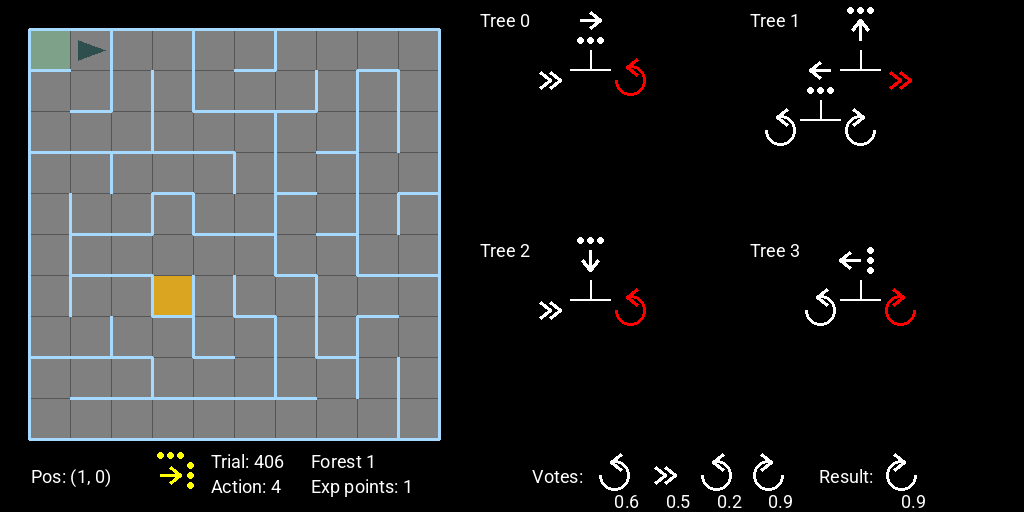 Tree 0
Tree 1
Tree 2
Tree 3
Pos: (1, 0)
Trial: 406
Forest 1
Action: 4
Exp points: 1
Votes:
0.6
0.5
0.2
0.9
Result:
0.9